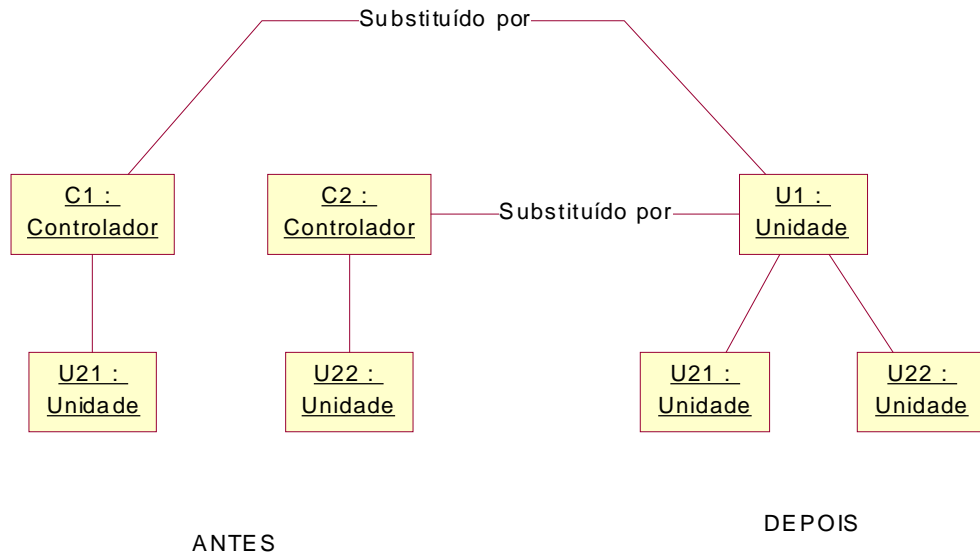 Substituído por
C1 :
Controlador
C2 :
Controlador
Substituído por
U1 :
Unidade
U21 :
Unidade
U22 :
Unidade
U21 :
Unidade
U22 :
Unidade
ANTES
DEPOIS